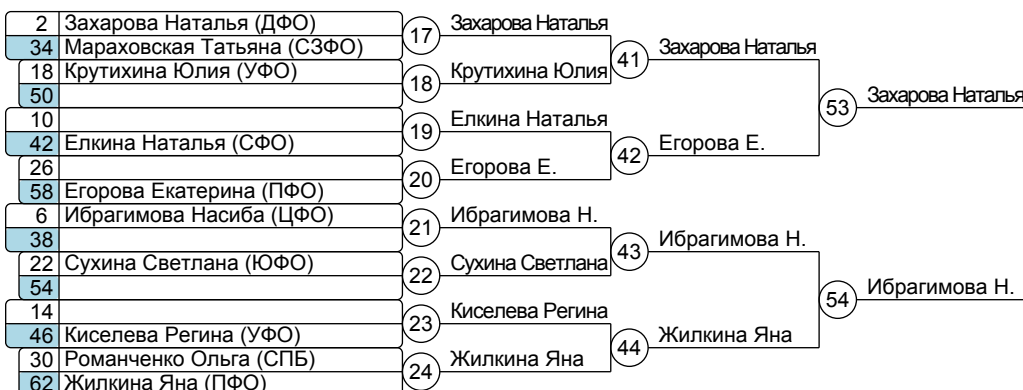 2 Захарова Наталья (ДФО) 17 Захарова Наталья
34 Мараховская Татьяна (СЗФО) 41 Захарова Наталья
18 Крутихина Юлия (УФО) 18 Крутихина Юлия
50 53 Захарова Наталья
10 19 Елкина Наталья
42 Елкина Наталья (СФО) 42 Егорова Е.
26 20 Егорова Е.
58 Егорова Екатерина (ПФО)
6 Ибрагимова Насиба (ЦФО) 21 Ибрагимова Н.
38 43 Ибрагимова Н.
22 Сухина Светлана (ЮФО) 22 Сухина Светлана
54 54 Ибрагимова Н.
14 23 Киселева Регина
46 Киселева Регина (УФО) 44 Жилкина Яна
30 Романченко Ольга (СПБ) 24 Жилкина Яна
62 Жилкина Яна (ПФО)